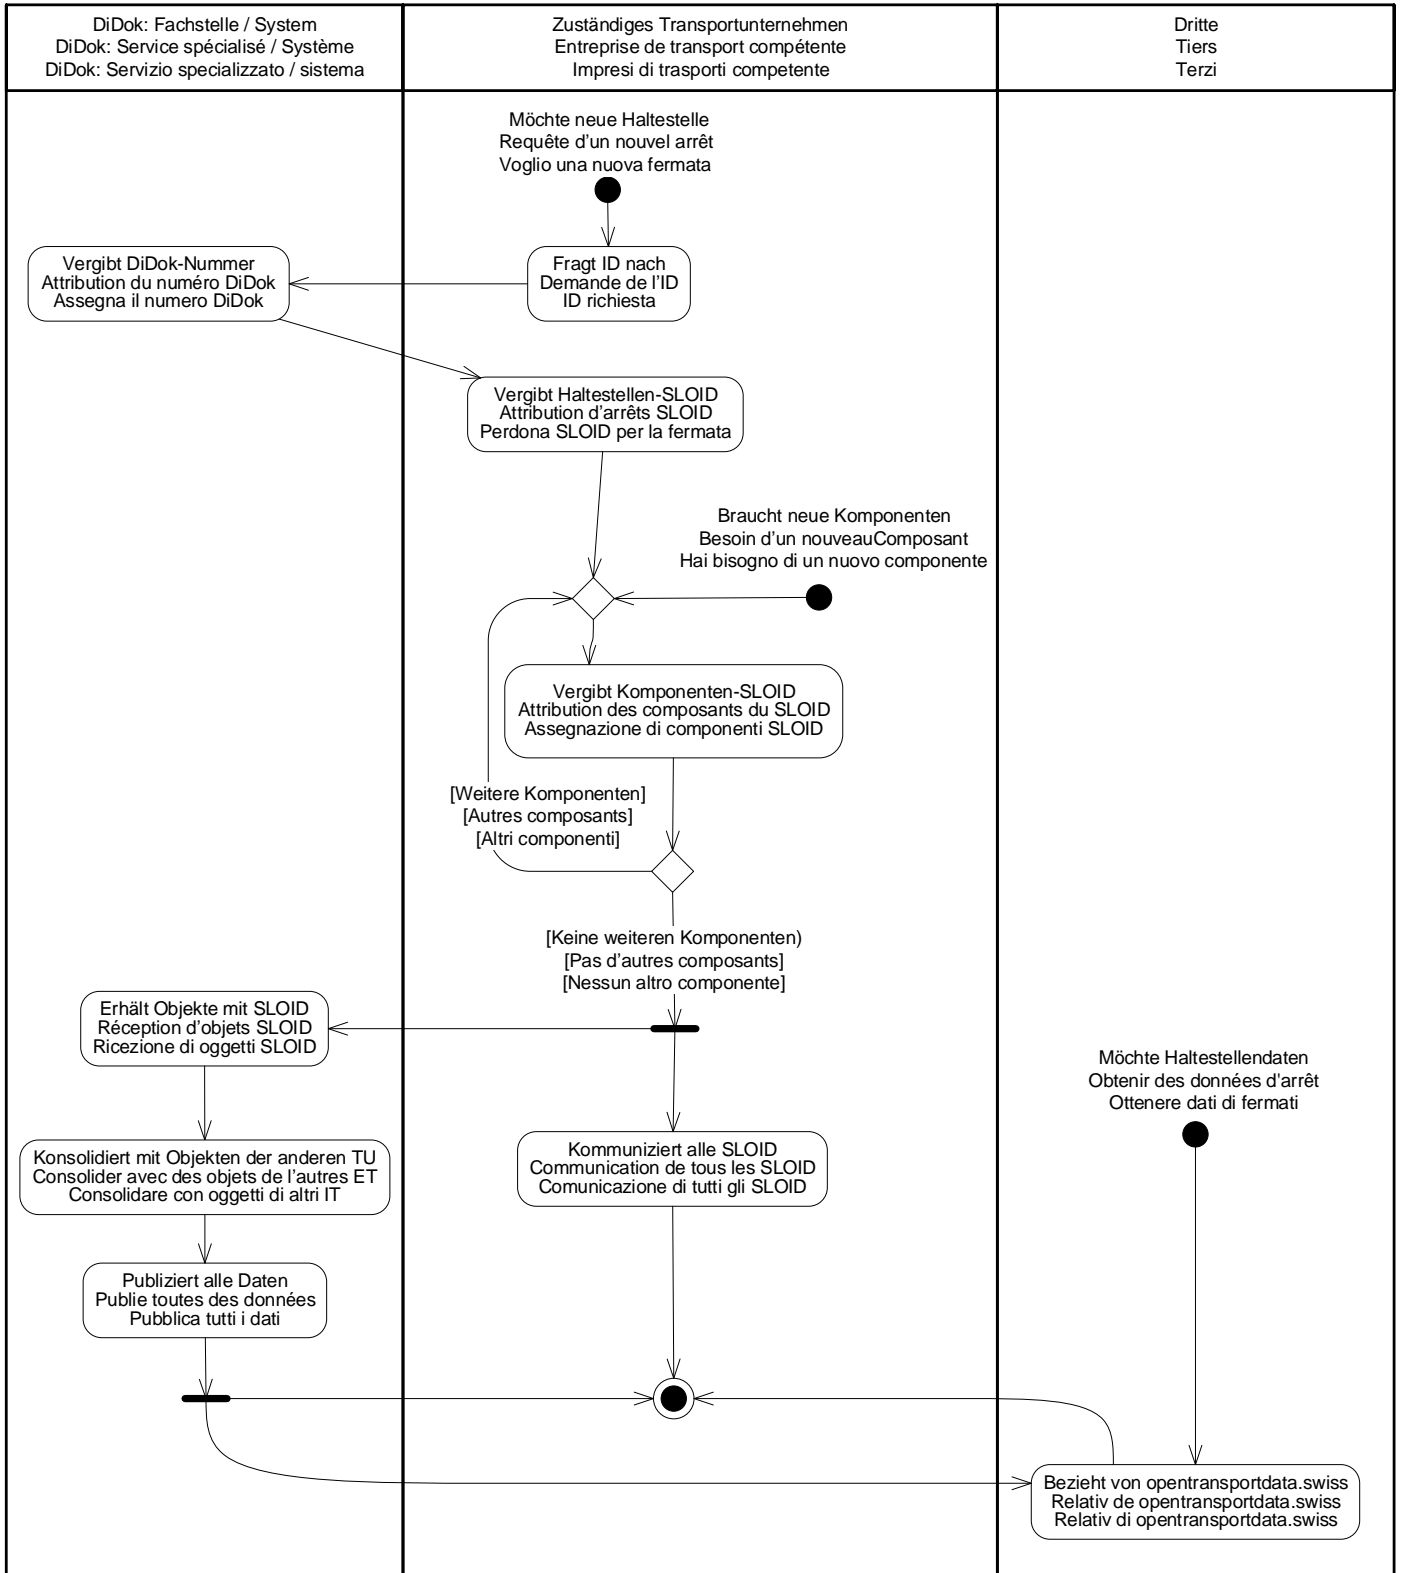 DiDok: Fachstelle / System
DiDok: Service spécialisé / Système
DiDok: Servizio specializzato / sistema
Zuständiges Transportunternehmen
Entreprise de transport compétente
Impresi di trasporti competente
Dritte
Tiers
Terzi
Möchte neue Haltestelle
Requête d'un nouvel arrêt
Voglio una nuova fermata
Vergibt DiDok-Nummer
Attribution du numéro DiDok
Assegna il numero DiDok
Fragt ID nach
Demande de l'ID
ID richiesta
Vergibt Haltestellen-SLOID
Attribution d'arrêts SLOID
Perdona SLOID per la fermata
Braucht neue Komponenten
Besoin d'un nouveauComposant
Hai bisogno di un nuovo componente
Vergibt Komponenten-SLOID
Attribution des composants du SLOID
Assegnazione di componenti SLOID
[Weitere Komponenten]
[Autres composants]
[Altri componenti]
[Keine weiteren Komponenten)
[Pas d'autres composants]
[Nessun altro componente]
Erhält Objekte mit SLOID
Réception d'objets SLOID
Ricezione di oggetti SLOID
Möchte Haltestellendaten
Obtenir des données d'arrêt
Ottenere dati di fermati
Konsolidiert mit Objekten der anderen TU
Consolider avec des objets de l'autres ET
Consolidare con oggetti di altri IT
Kommuniziert alle SLOID
Communication de tous les SLOID
Comunicazione di tutti gli SLOID
Publiziert alle Daten
Publie toutes des données
Pubblica tutti i dati
Bezieht von opentransportdata.swiss
Relativ de opentransportdata.swiss
Relativ di opentransportdata.swiss